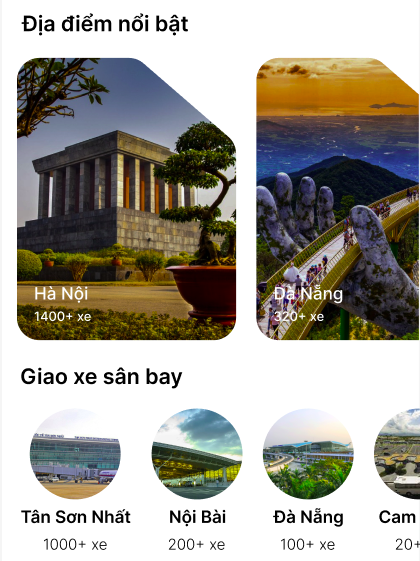 Địa điểm nổi bật
Hà Nội
1400+ xe
Đà Nẵng
320+ xe
Giao xe sân bay
Tân Sơn Nhất
1000+ xe
Nội Bài
200+ xe
Đà Nẵng
100+ xe
Cam
20+